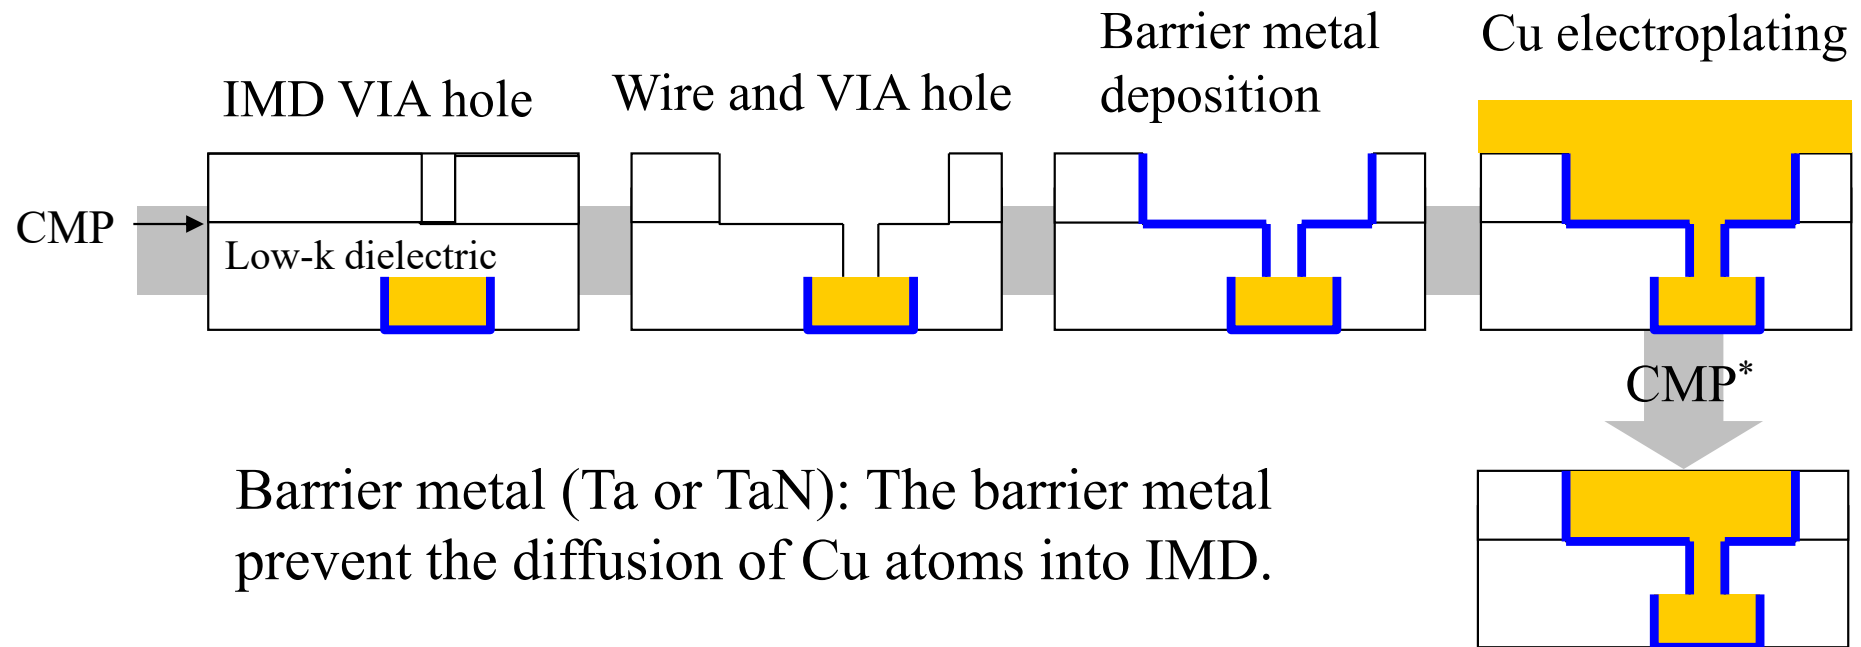 Barrier metal
deposition
Cu electroplating
IMD VIA hole
Wire and VIA hole
CMP
Low-k dielectric
CMP*
Barrier metal (Ta or TaN): The barrier metal
prevent the diffusion of Cu atoms into IMD.